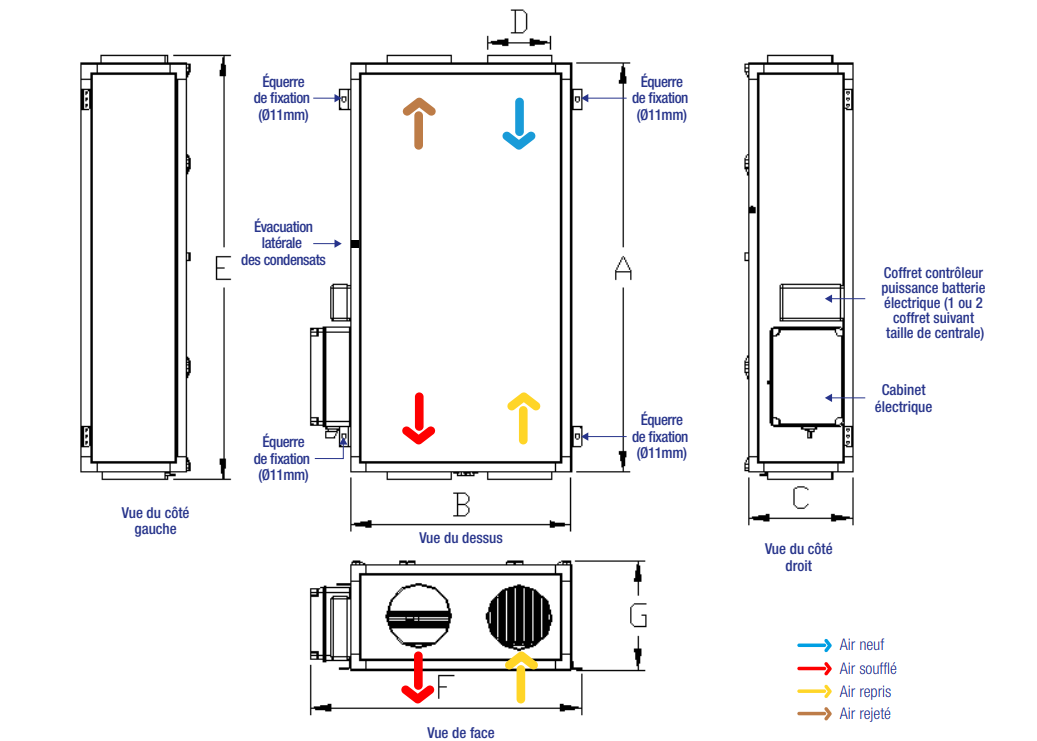 D
Équerre
de fixation
(Ø11mm)
Équerre
de fixation
(Ø11mm)
Évacuation
latérale
des condensats
E
A
Coffret contrôleur
puissance batterie
électrique (1 ou 2
coffret suivant
taille de centrale)
Cabinet
électrique
Équerre
de fixation
(Ø11mm)
Équerre
de fixation
(Ø11mm)
B
C
Vue du côté
gauche
Vue du dessus
Vue du côté
droit
G
F
Vue de face
Air neuf
Air soufflé
Air repris
Air rejeté